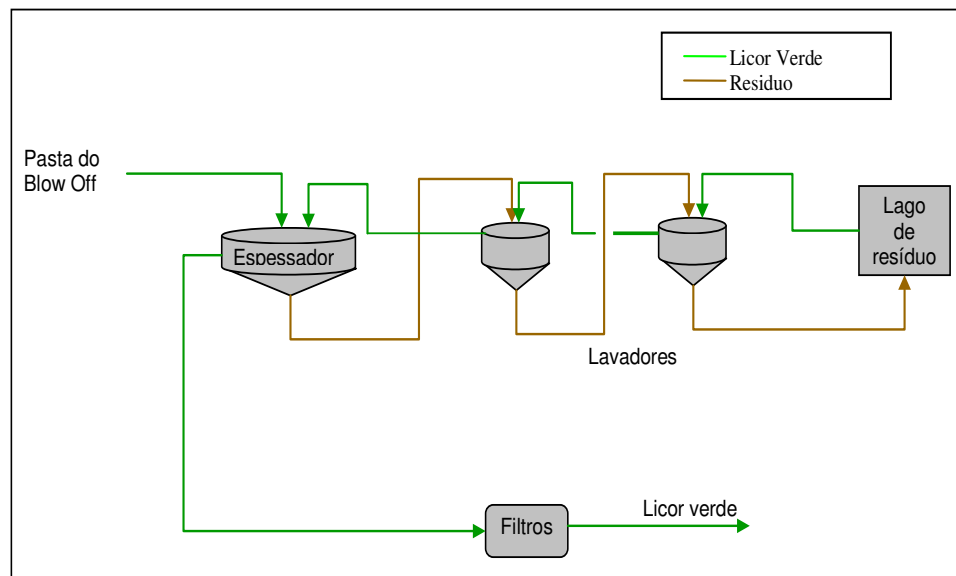 Licor Verde
Residuo
Pasta do
Blow Off
Espessador
Lago
de
resíduo
Lavadores
Filtros
Licor verde